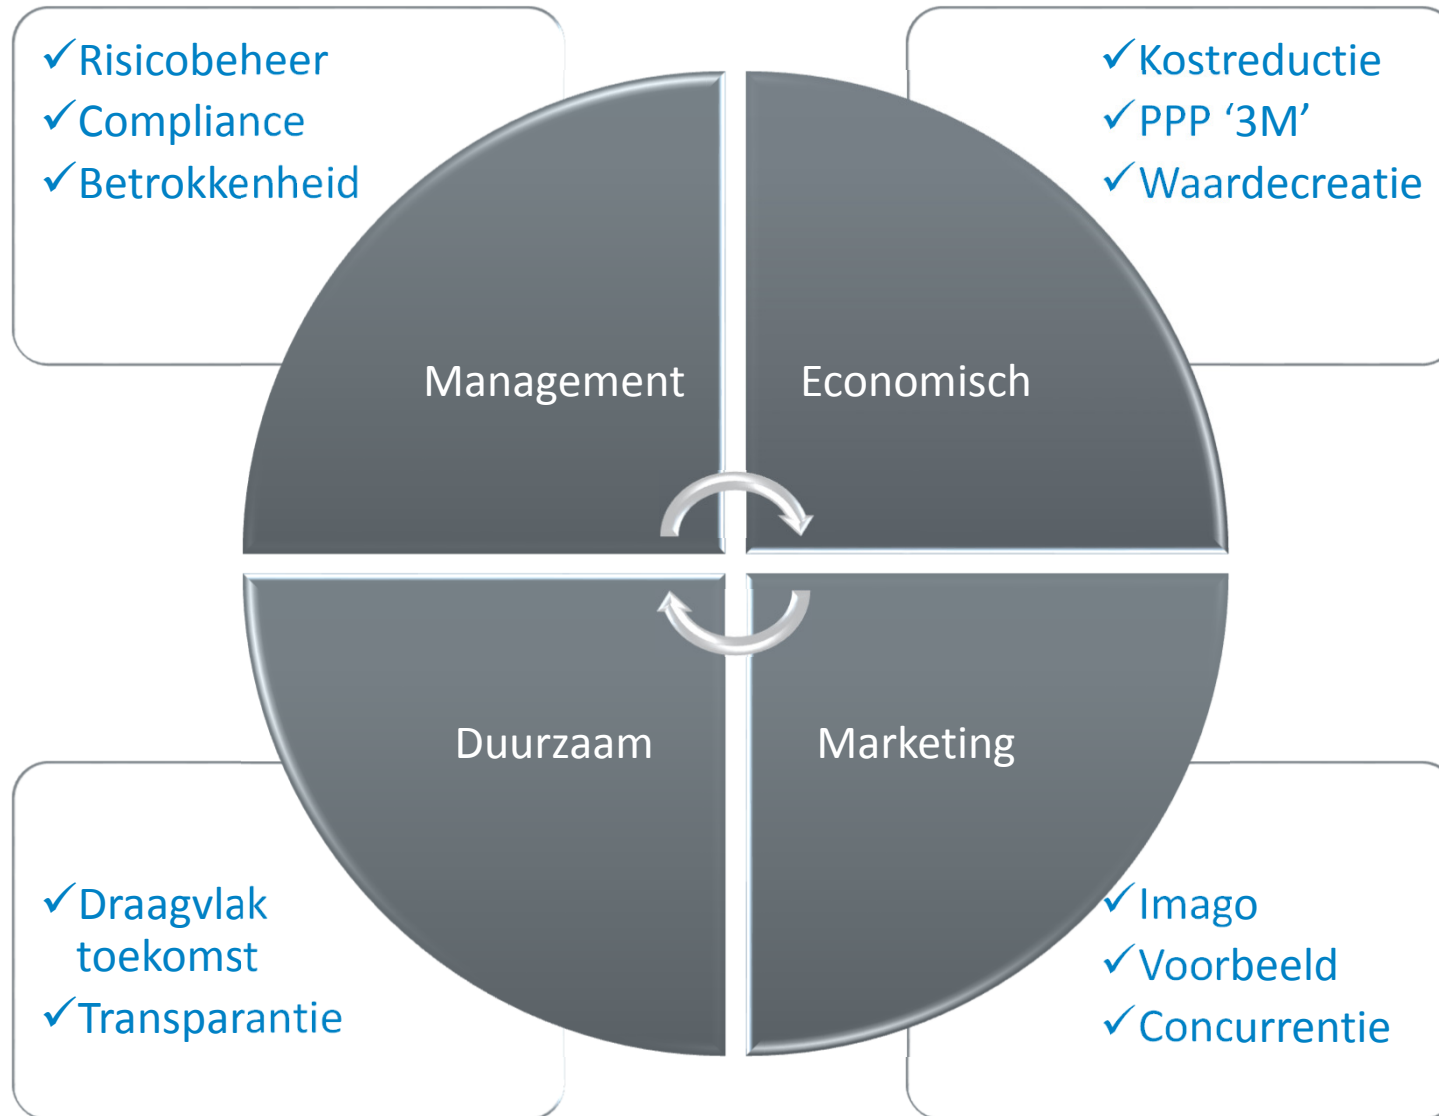 ✓Risicobeheer
✓Compliance
✓Betrokkenheid
✓Kostreductie
✓PPP ‘3M’
✓Waardecreatie
Management
Economisch
Duurzaam
Marketing
✓Draagvlak
toekomst
✓Transparantie
✓Imago
✓Voorbeeld
✓Concurrentie